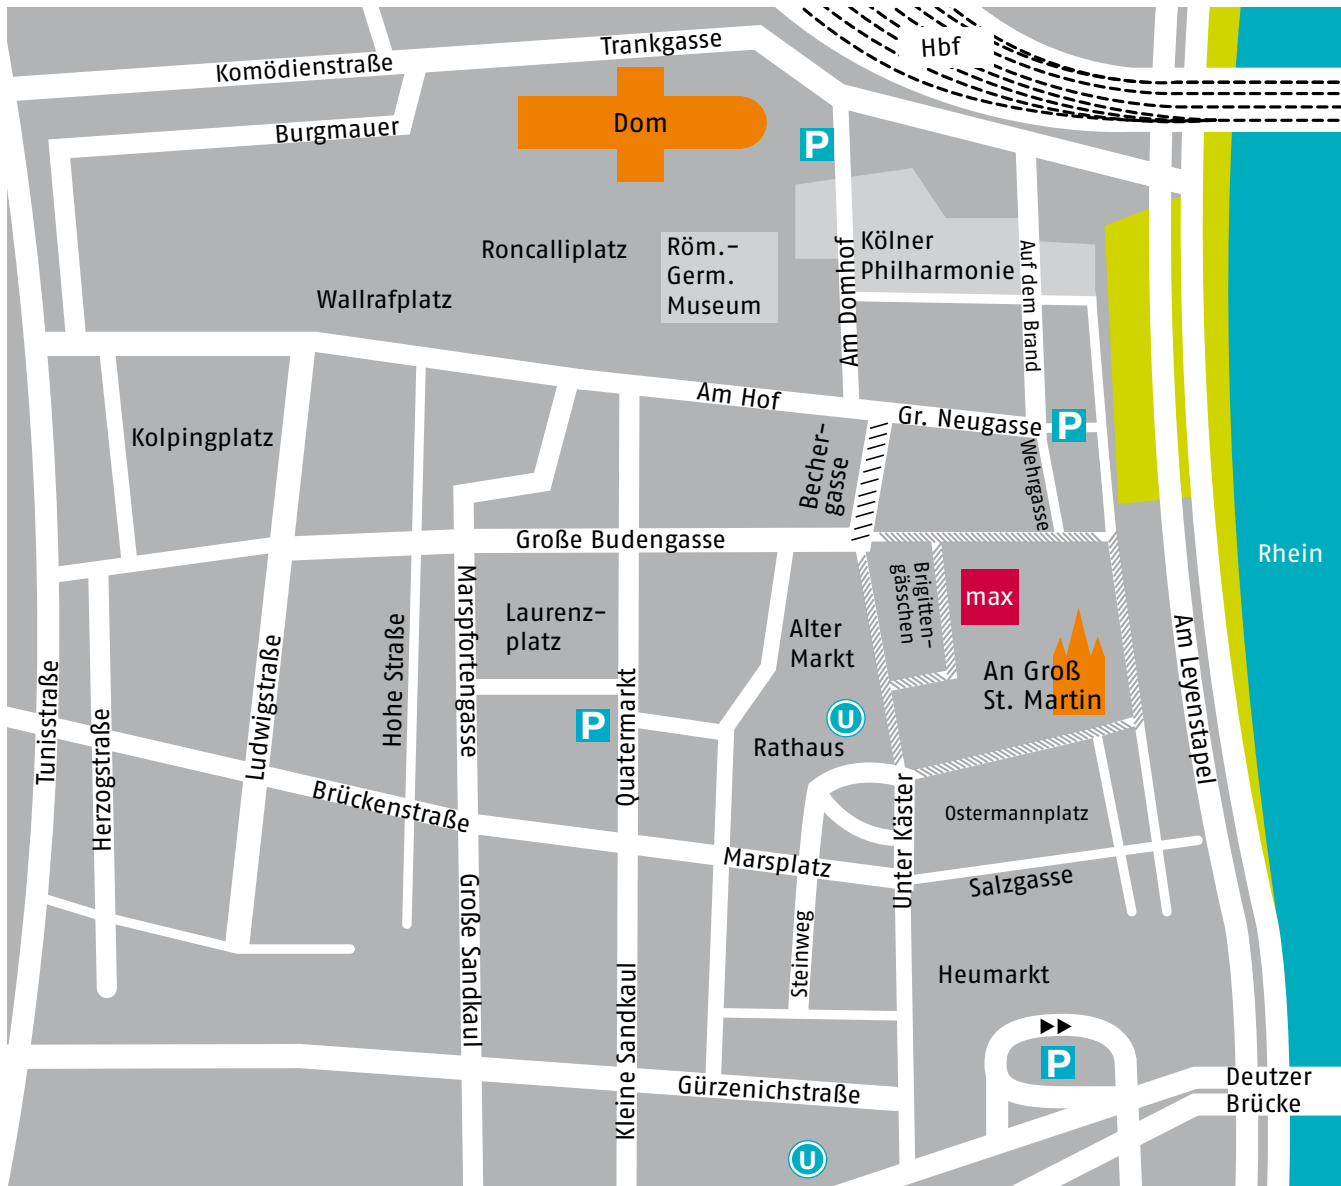 Hbf
Trankgasse
Komödienstraße
Burgmauer
Dom
P
Roncalliplatz
Röm.-
Germ.
Museum
Kölner
Philharmonie
Am Domhof
Auf dem Brand
Wallrafplatz
Am Hof
Gr. Neugasse
P
Kolpingplatz
Becher-
gasse
Wehrgasse
Große Budengasse
Rhein
Brigitten-
gässchen
max
Marspfortengasse
Laurenz-
platz
Alter
Markt
An Groß
St. Martin
Am Leyenstapel
Tunisstraße
Herzogstraße
Ludwigstraße
Hohe Straße
Quatermarkt
P
U
Rathaus
Brückenstraße
Unter Käster
Ostermannplatz
Marsplatz
Salzgasse
Große Sandkaul
Steinweg
Heumarkt
Kleine Sandkaul
P
Gürzenichstraße
Deutzer
Brücke
U